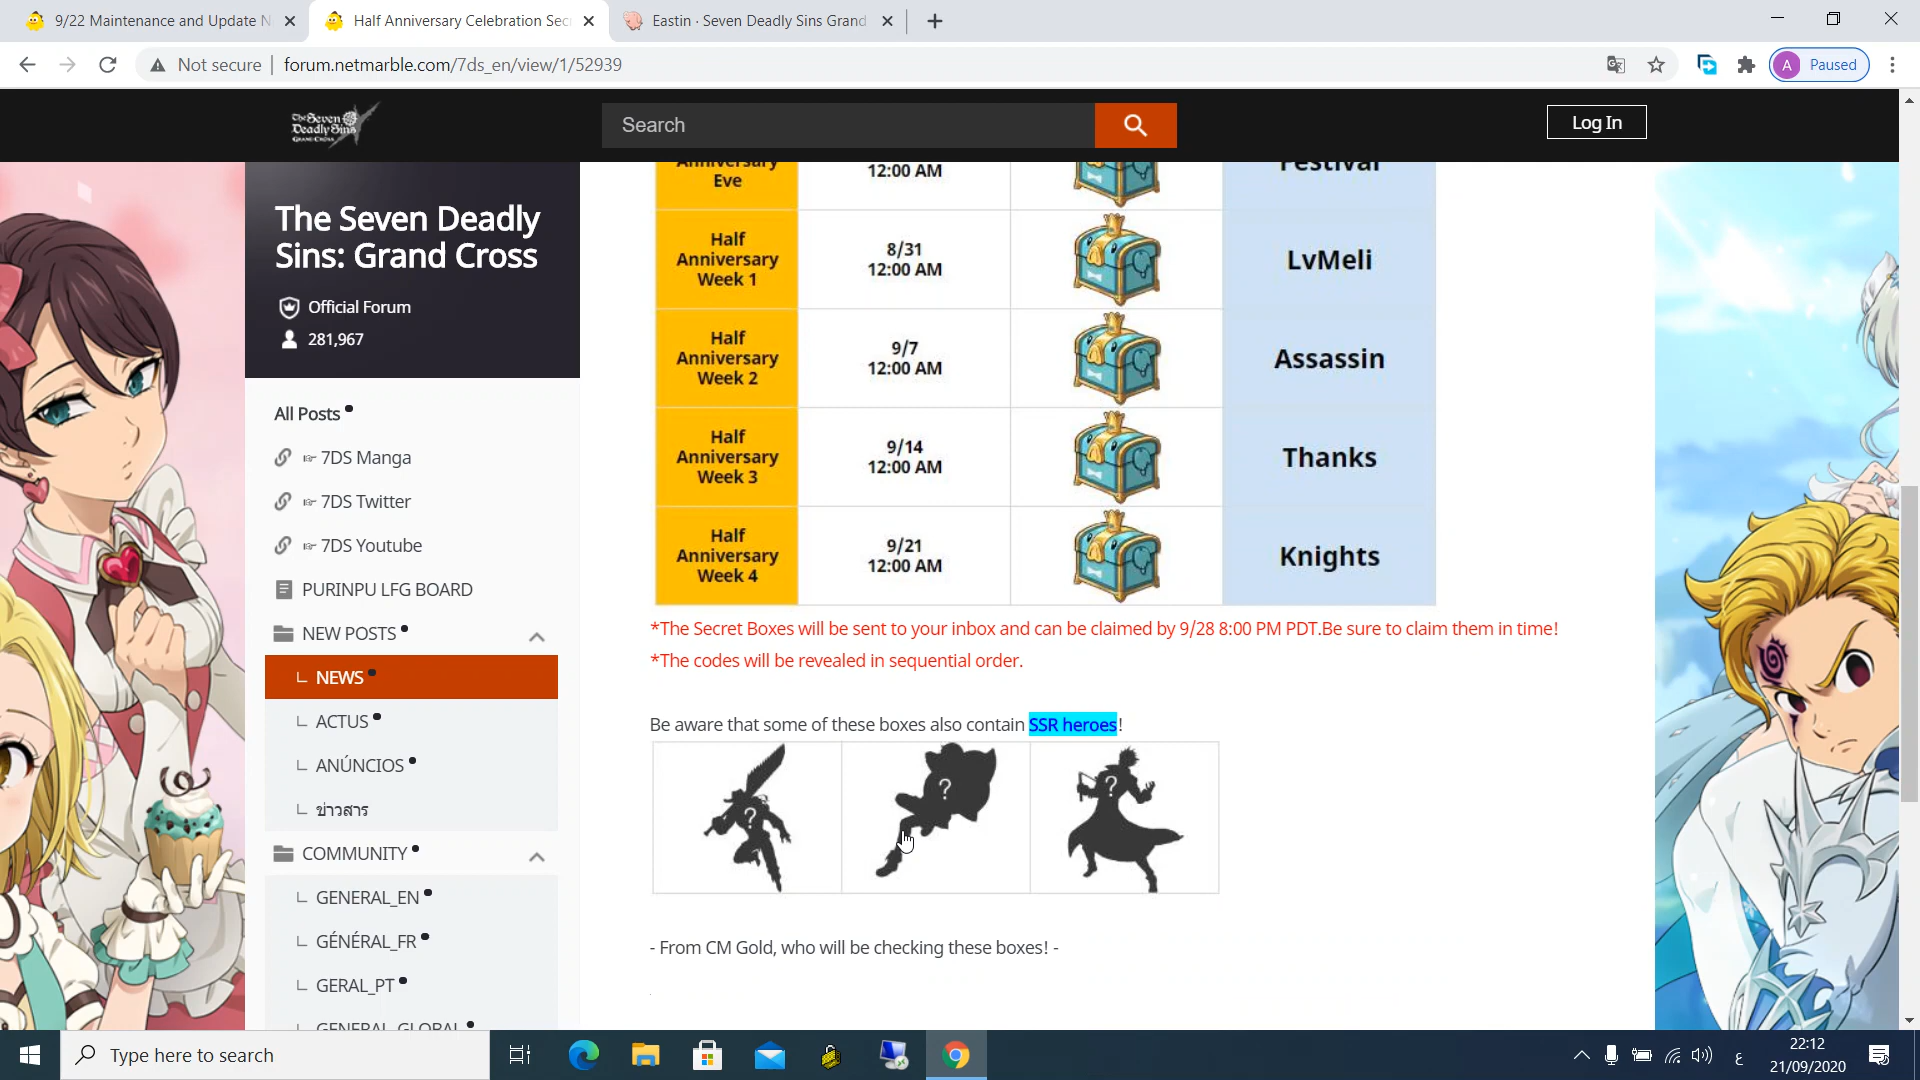 9/22 Maintenance and Update N
Half Anniversary Celebration Sec
Eastin · Seven Deadly Sins Grand
Not secure
forum.netmarble.com/7ds_en/view/1/52939
A Paused
The Seven Deadly Sins
GRAND CROSS
Search
Log In
The Seven Deadly
Sins: Grand Cross
Official Forum
281,967
All Posts
☞ 7DS Manga
☞ 7DS Twitter
☞ 7DS Youtube
PURINPU LFG BOARD
NEW POSTS
NEWS
ACTUS
ANÚNCIOS
ข่าวสาร
COMMUNITY
GENERAL_EN
GÉNÉRAL_FR
GERAL_PT
GENERAL_GLOBAL
Anniversary
Eve
12:00 AM
Festival
Half
Anniversary
Week 1
8/31
12:00 AM
LvMeli
Half
Anniversary
Week 2
9/7
12:00 AM
Assassin
Half
Anniversary
Week 3
9/14
12:00 AM
Thanks
Half
Anniversary
Week 4
9/21
12:00 AM
Knights
*The Secret Boxes will be sent to your inbox and can be claimed by 9/28 8:00 PM PDT.Be sure to claim them in time!
*The codes will be revealed in sequential order.
Be aware that some of these boxes also contain SSR heroes!
? ? ?
- From CM Gold, who will be checking these boxes! -
.
Type here to search
ع
22:12
21/09/2020